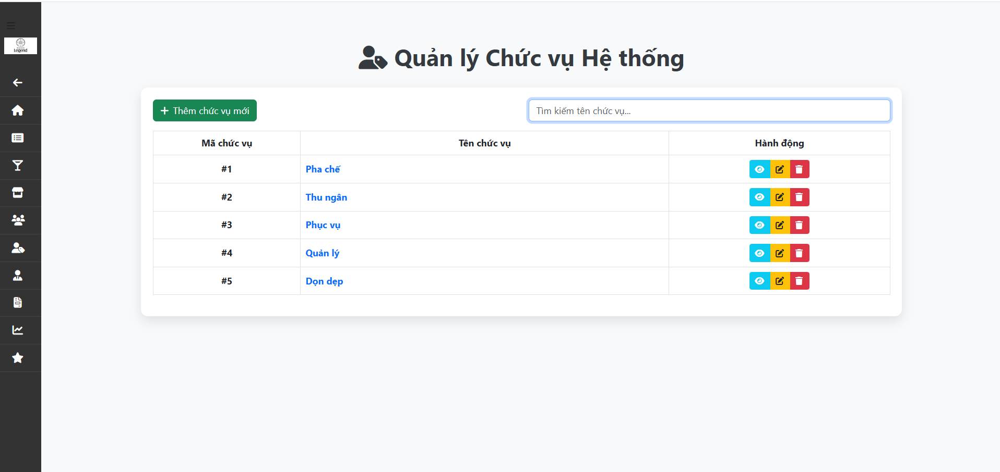 Legend
Quản lý Chức vụ Hệ thống
Thêm chức vụ mới
Tìm kiếm tên chức vụ...
Mã chức vụ Tên chức vụ Hành động
#1 Pha chế
#2 Thu ngân
#3 Phục vụ
#4 Quản lý
#5 Dọn dẹp